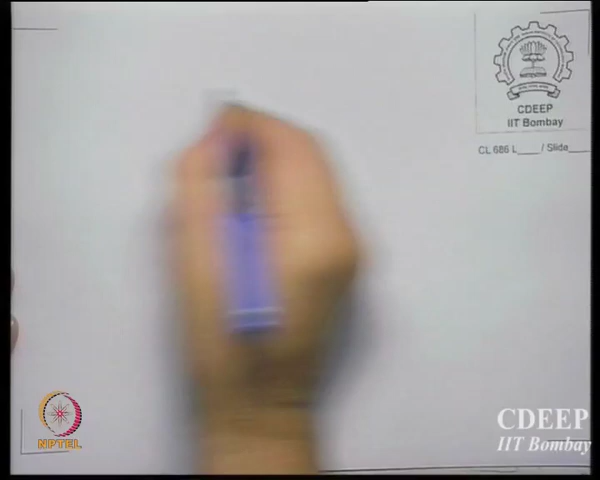 CDEEP
IIT Bombay
CL 686 L___ / Slide___
NPTEL
CDEEP
IIT Bombay